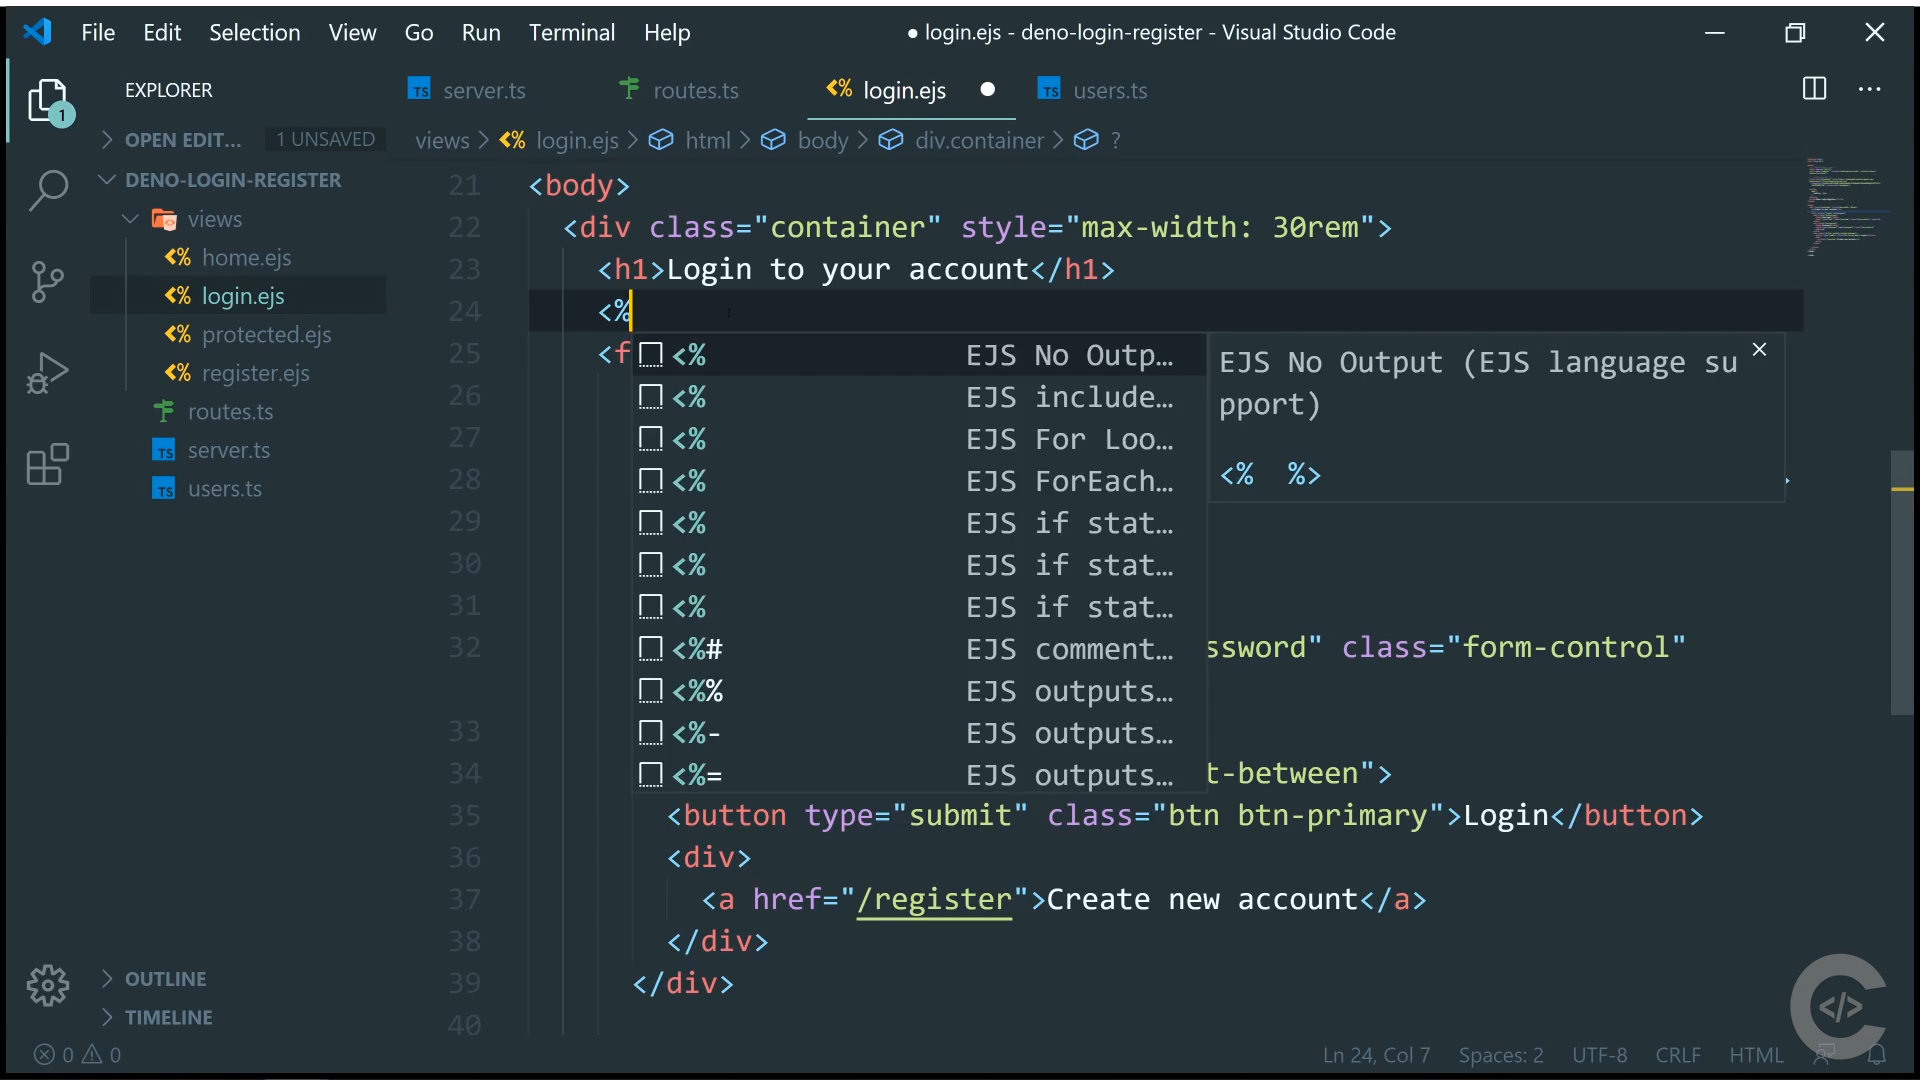 File Edit Selection View Go Run Terminal Help
● login.ejs - deno-login-register - Visual Studio Code
1
EXPLORER
OPEN EDIT... 1 UNSAVED
DENO-LOGIN-REGISTER
views
home.ejs
login.ejs
protected.ejs
register.ejs
routes.ts
TS server.ts
TS users.ts
OUTLINE
TIMELINE
TS server.ts routes.ts <% login.ejs TS users.ts
views > <% login.ejs > html > body > div.container > ?
21 <body>
22 <div class="container" style="max-width: 30rem">
23 <h1>Login to your account</h1>
24 <%
25 <f
26
27
28
29
30
31
32 ssword" class="form-control"
33
34 t-between">
35 <button type="submit" class="btn btn-primary">Login</button>
36 <div>
37 <a href="/register">Create new account</a>
38 </div>
39 </div>
40
<% EJS No Outp...
<% EJS include...
<% EJS For Loo...
<% EJS ForEach...
<% EJS if stat...
<% EJS if stat...
<% EJS if stat...
<%# EJS comment...
<%% EJS outputs...
<%- EJS outputs...
<%= EJS outputs...
EJS No Output (EJS language su
pport)
<% %>
0 0
Ln 24, Col 7 Spaces: 2 UTF-8 CRLF HTML
</>